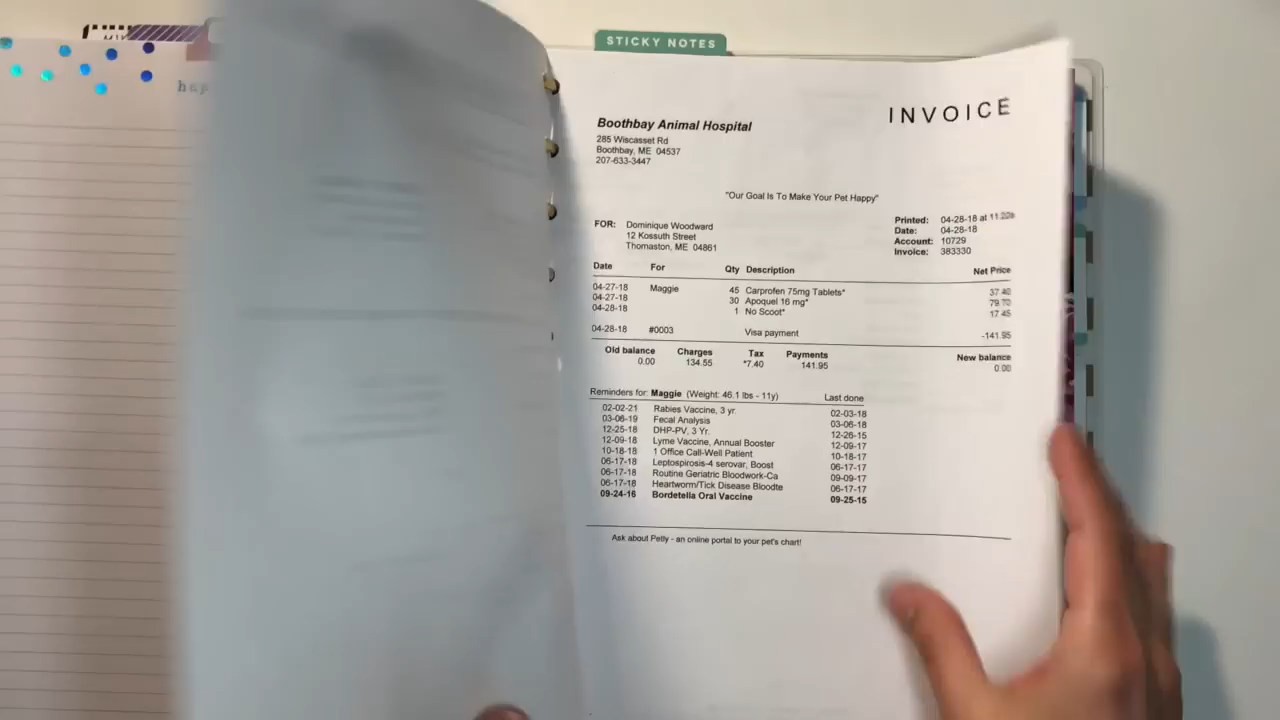 STICKY NOTES
hap
INVOICE
Boothbay Animal Hospital
285 Wiscasset Rd
Boothbay, ME 04537
207-633-3447
"Our Goal Is To Make Your Pet Happy"
FOR: Dominique Woodward
12 Kossuth Street
Thomaston, ME 04861
Printed: 04-28-18 at
Date: 04-28-18
Account: 10729
Invoice: 383330
Date For Qty Description Net Price
04-27-18 Maggie 45 Carprofen 75mg Tablets* 37.40
04-27-18 30 Apoquel 16 mg* 79.70
04-28-18 1 No Scoot* 17.45
04-28-18 #0003 Visa payment -141.95
Old balance Charges Tax Payments New balance
0.00 134.55 *7.40 141.95 0.00
Reminders for: Maggie (Weight: 46.1 lbs - 11y) Last done
02-02-21 Rabies Vaccine, 3 yr. 02-03-18
03-06-19 Fecal Analysis 03-06-18
12-25-18 DHP-PV, 3 Yr. 12-26-15
12-09-18 Lyme Vaccine, Annual Booster 12-09-17
10-18-18 1 Office Call-Well Patient 10-18-17
06-17-18 Leptospirosis-4 serovar, Boost 06-17-17
06-17-18 Routine Geriatric Bloodwork-Ca 09-09-17
06-17-18 Heartworm/Tick Disease Bloodte 06-17-17
09-24-16 Bordetella Oral Vaccine 09-25-15
Ask about Petly - an online portal to your pet's chart!